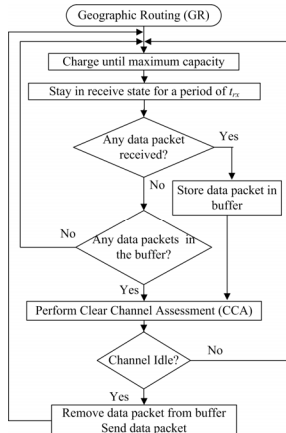 Geographic Routing (GR)
Charge until maximum capacity
Stay in receive state for a period of trx
Any data packet
received?
Yes
No
Store data packet in
buffer
No
Any data packets in
the buffer?
Yes
Perform Clear Channel Assessment (CCA)
Channel Idle?
No
Yes
Remove data packet from buffer
Send data packet